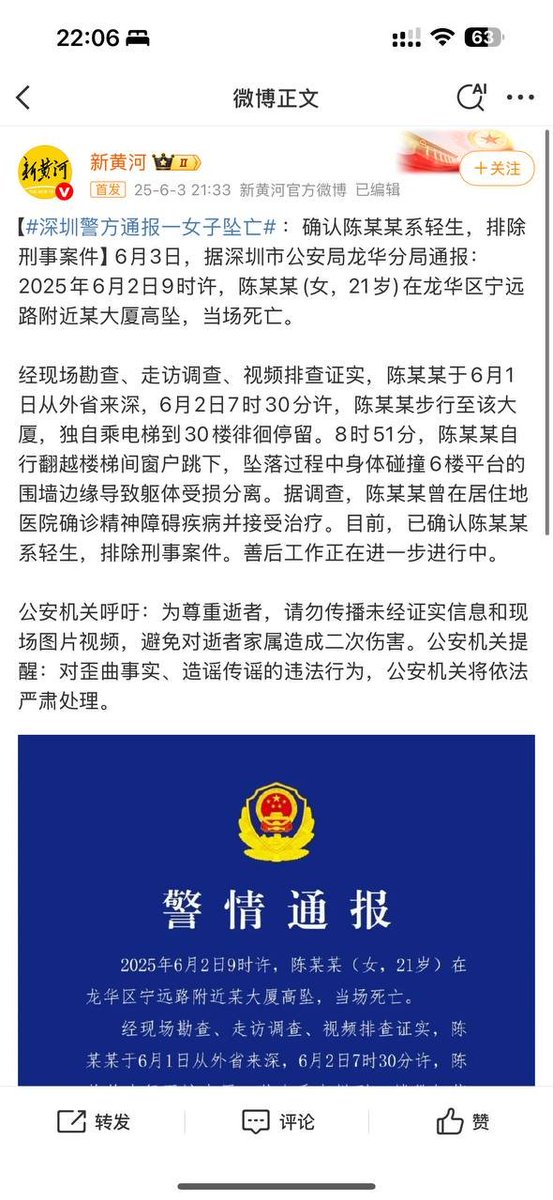 22:06
63
微博正文
AI
新黄河 II
+关注
首发 25-6-3 21:33 新黄河官方微博 已编辑
【#深圳警方通报一女子坠亡#：确认陈某某系轻生，排除
刑事案件】6月3日，据深圳市公安局龙华分局通报：
2025年6月2日9时许，陈某某(女，21岁)在龙华区宁远
路附近某大厦高坠，当场死亡。
经现场勘查、走访调查、视频排查证实，陈某某于6月1
日从外省来深，6月2日7时30分许，陈某某步行至该大
厦，独自乘电梯到30楼徘徊停留。8时51分，陈某某自
行翻越楼梯间窗户跳下，坠落过程中身体碰撞6楼平台的
围墙边缘导致躯体受损分离。据调查，陈某某曾在居住地
医院确诊精神障碍疾病并接受治疗。目前，已确认陈某某
系轻生，排除刑事案件。善后工作正在进一步进行中。
公安机关呼吁：为尊重逝者，请勿传播未经证实信息和现
场图片视频，避免对逝者家属造成二次伤害。公安机关提
醒：对歪曲事实、造谣传谣的违法行为，公安机关将依法
严肃处理。
警情通报
2025年6月2日9时许，陈某某（女，21岁）在
龙华区宁远路附近某大厦高坠，当场死亡。
经现场勘查、走访调查、视频排查证实，陈
某某于6月1日从外省来深，6月2日7时30分许，陈
转发 评论 赞